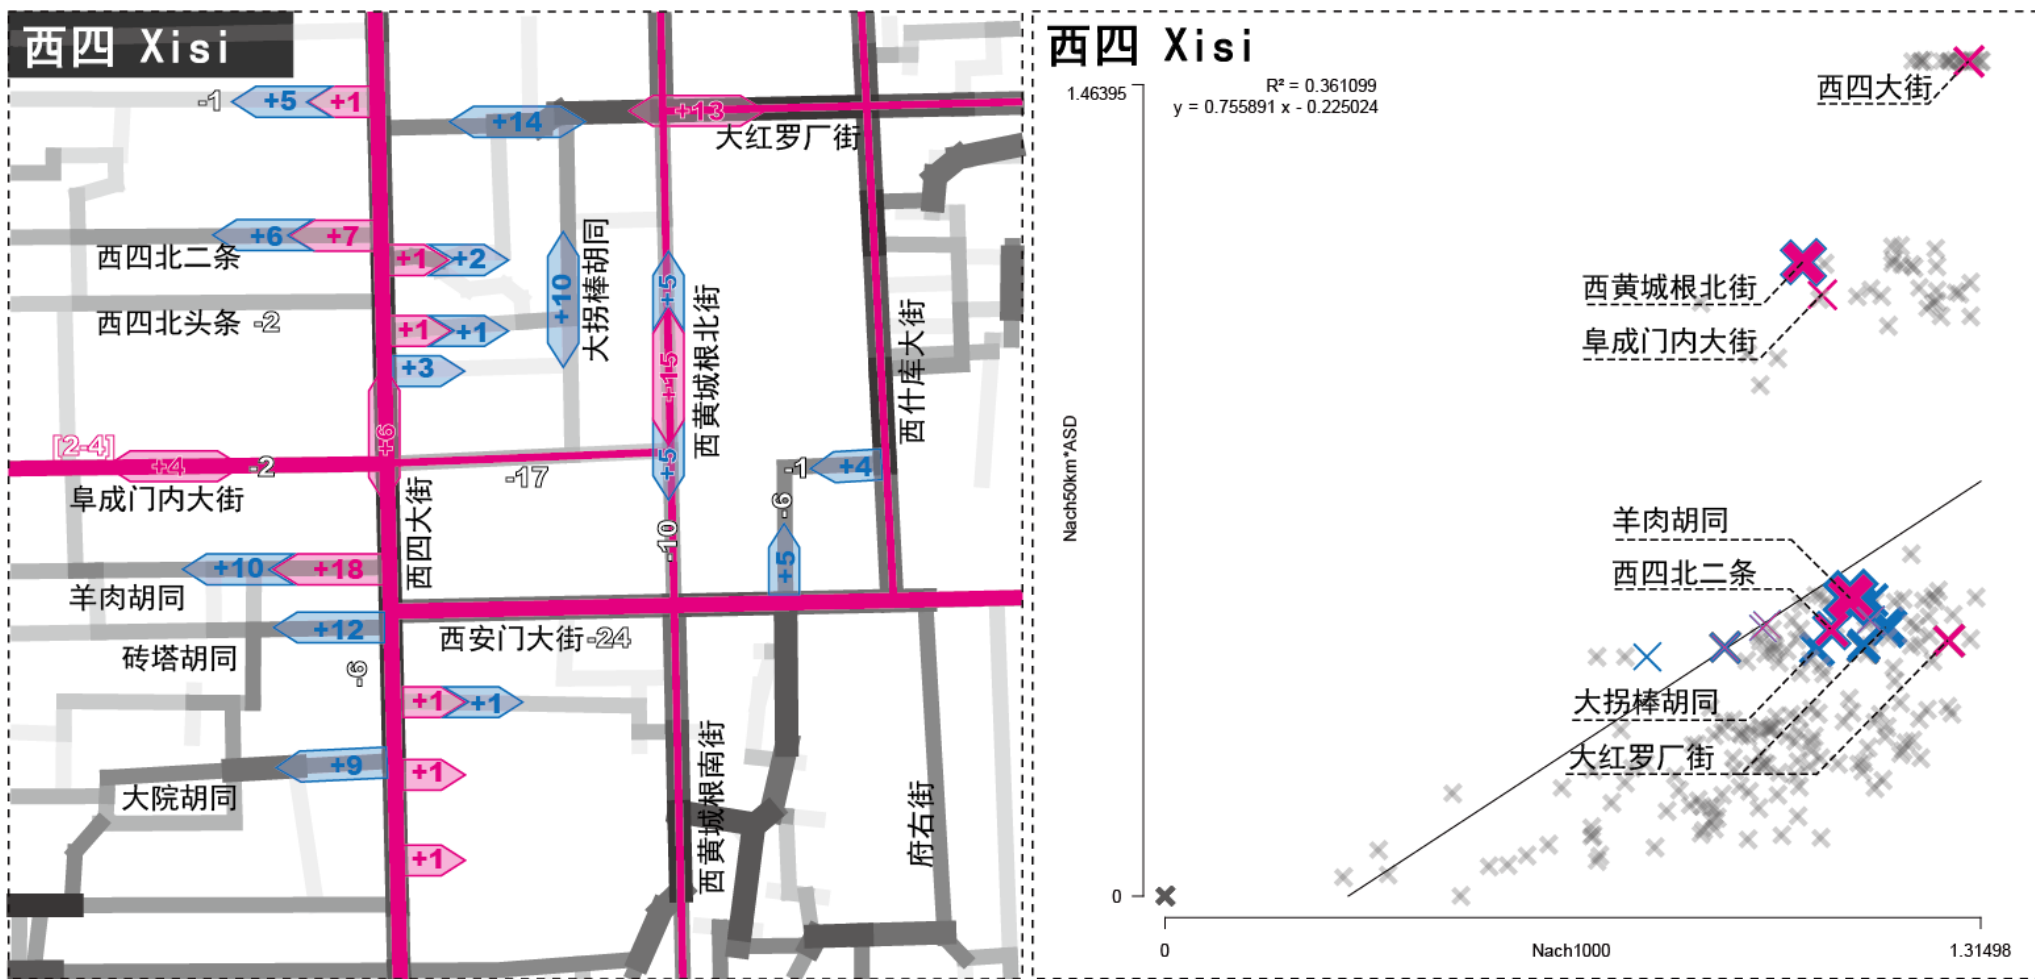 西四 Xisi
-1
+5
+1
+14
+13
大红罗厂街
+6
+7
西四北二条
+1
+2
+10
大拐棒胡同
+5
+15
+5
西黄城根北街
西什库大街
西四北头条 -2
+1
+1
+3
[2-4]
+4
-2
+6
阜成门内大街
-17
-1
+4
-6
+5
-10
西四大街
+10
+18
羊肉胡同
+12
砖塔胡同
-6
西安门大街-24
+1
+1
+9
大院胡同
+1
+1
西黄城根南街
府右街
西四 Xisi
1.46395
R² = 0.361099
y = 0.755891 x - 0.225024
西四大街
西黄城根北街
阜成门内大街
Nach50km*ASD
羊肉胡同
西四北二条
大拐棒胡同
大红罗厂街
0
0
Nach1000
1.31498